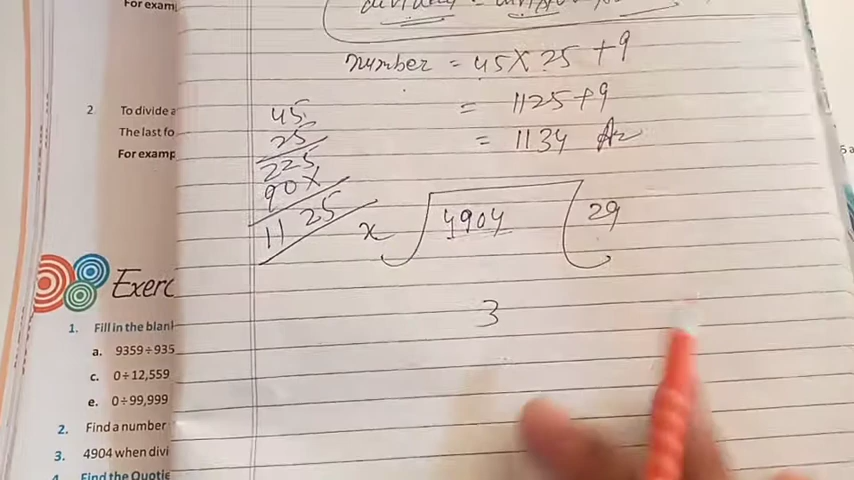 For exam
number = 45 X 25 + 9
= 1125 + 9
= 1134 Ans
45
25
225
90X
1125
x 4904 29
3
2 To divide a
The last fo
For examp
Exerc
1. Fill in the blank
a. 9359÷935
c. 0÷12,559
e. 0÷99,999
2. Find a number
3. 4904 when divi
4. Find the Quotie